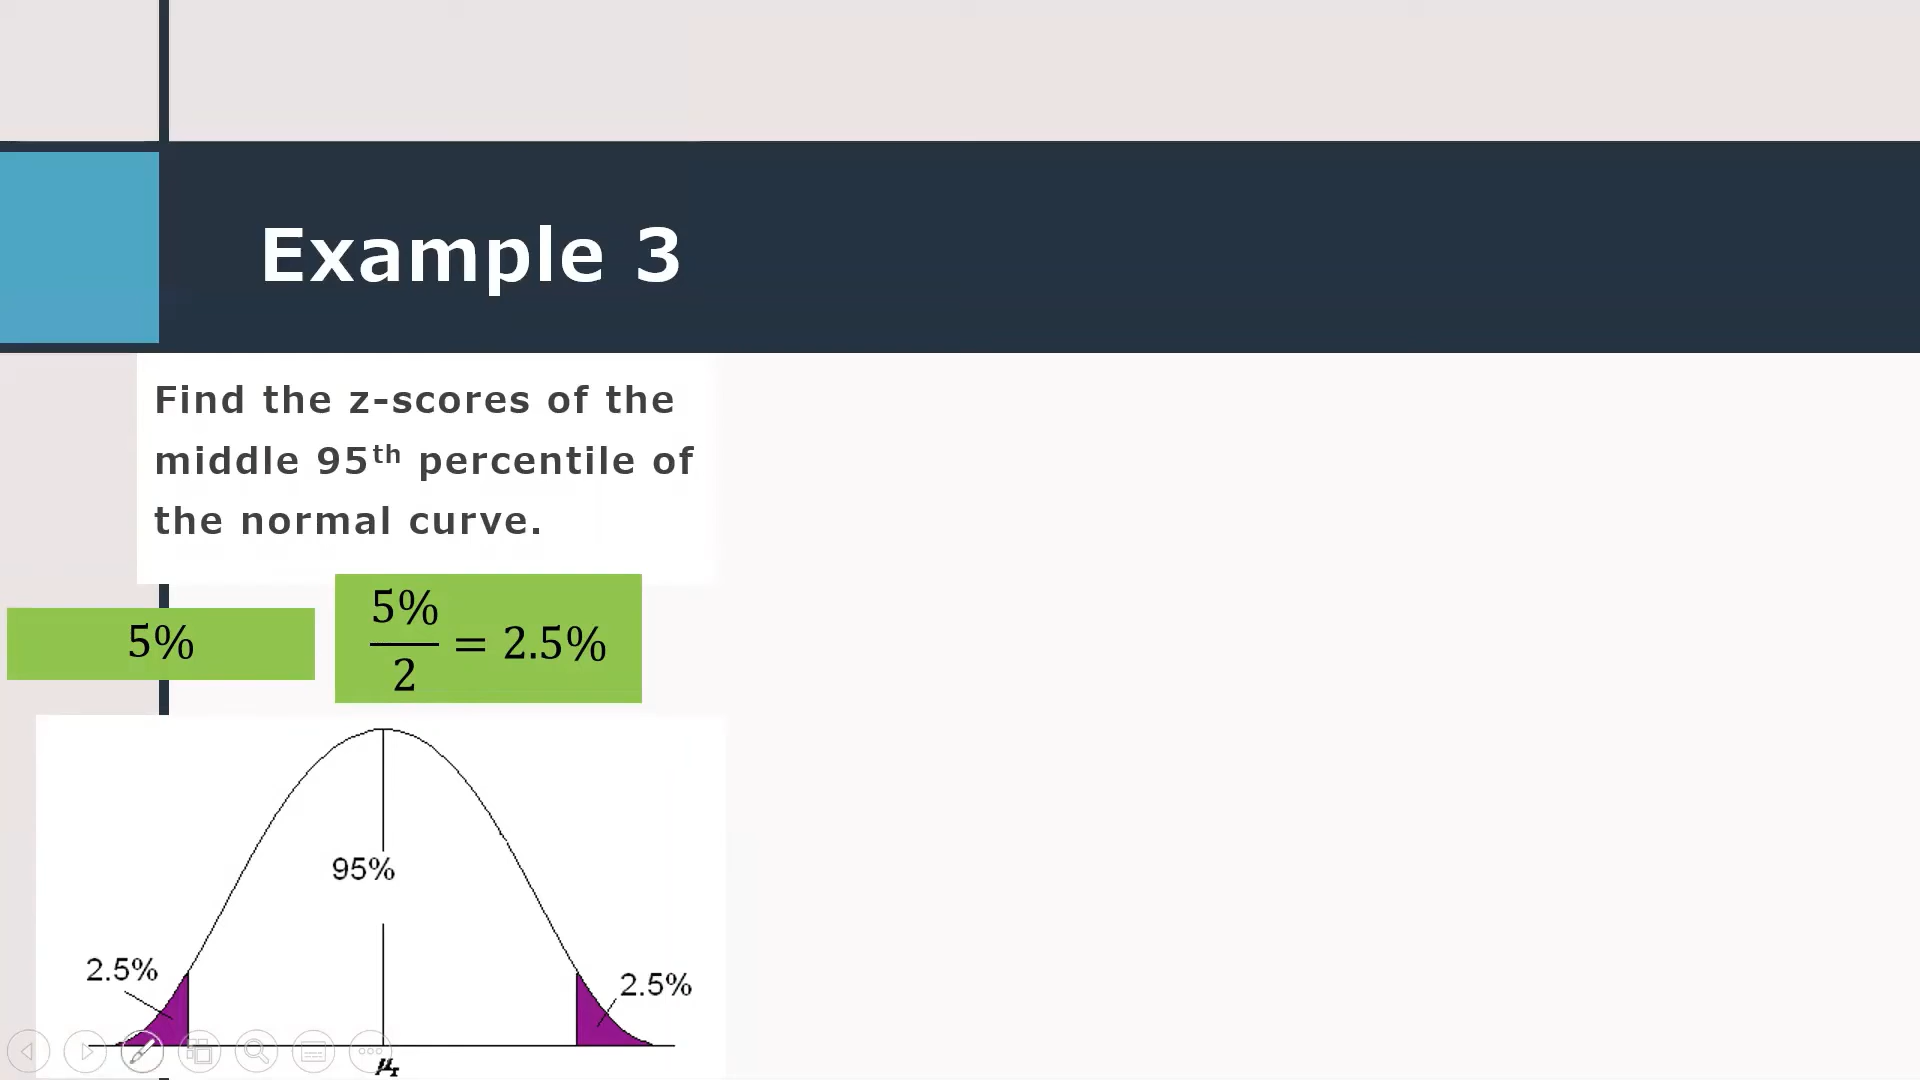 Example 3
Find the z-scores of the
middle 95th percentile of
the normal curve.
5%
5%/2 = 2.5%
95%
2.5%
2.5%